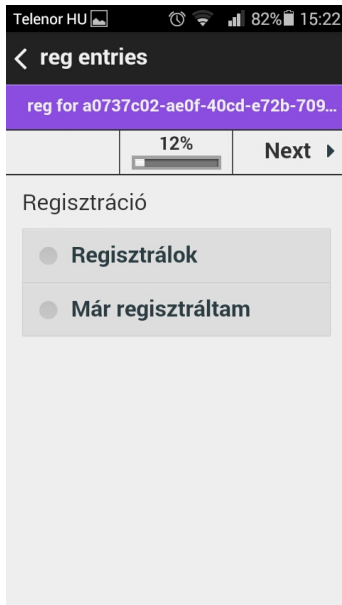 Telenor HU 82% 15:22
reg entries
reg for a0737c02-ae0f-40cd-e72b-709...
12% Next
Regisztráció
Regisztrálok
Már regisztráltam